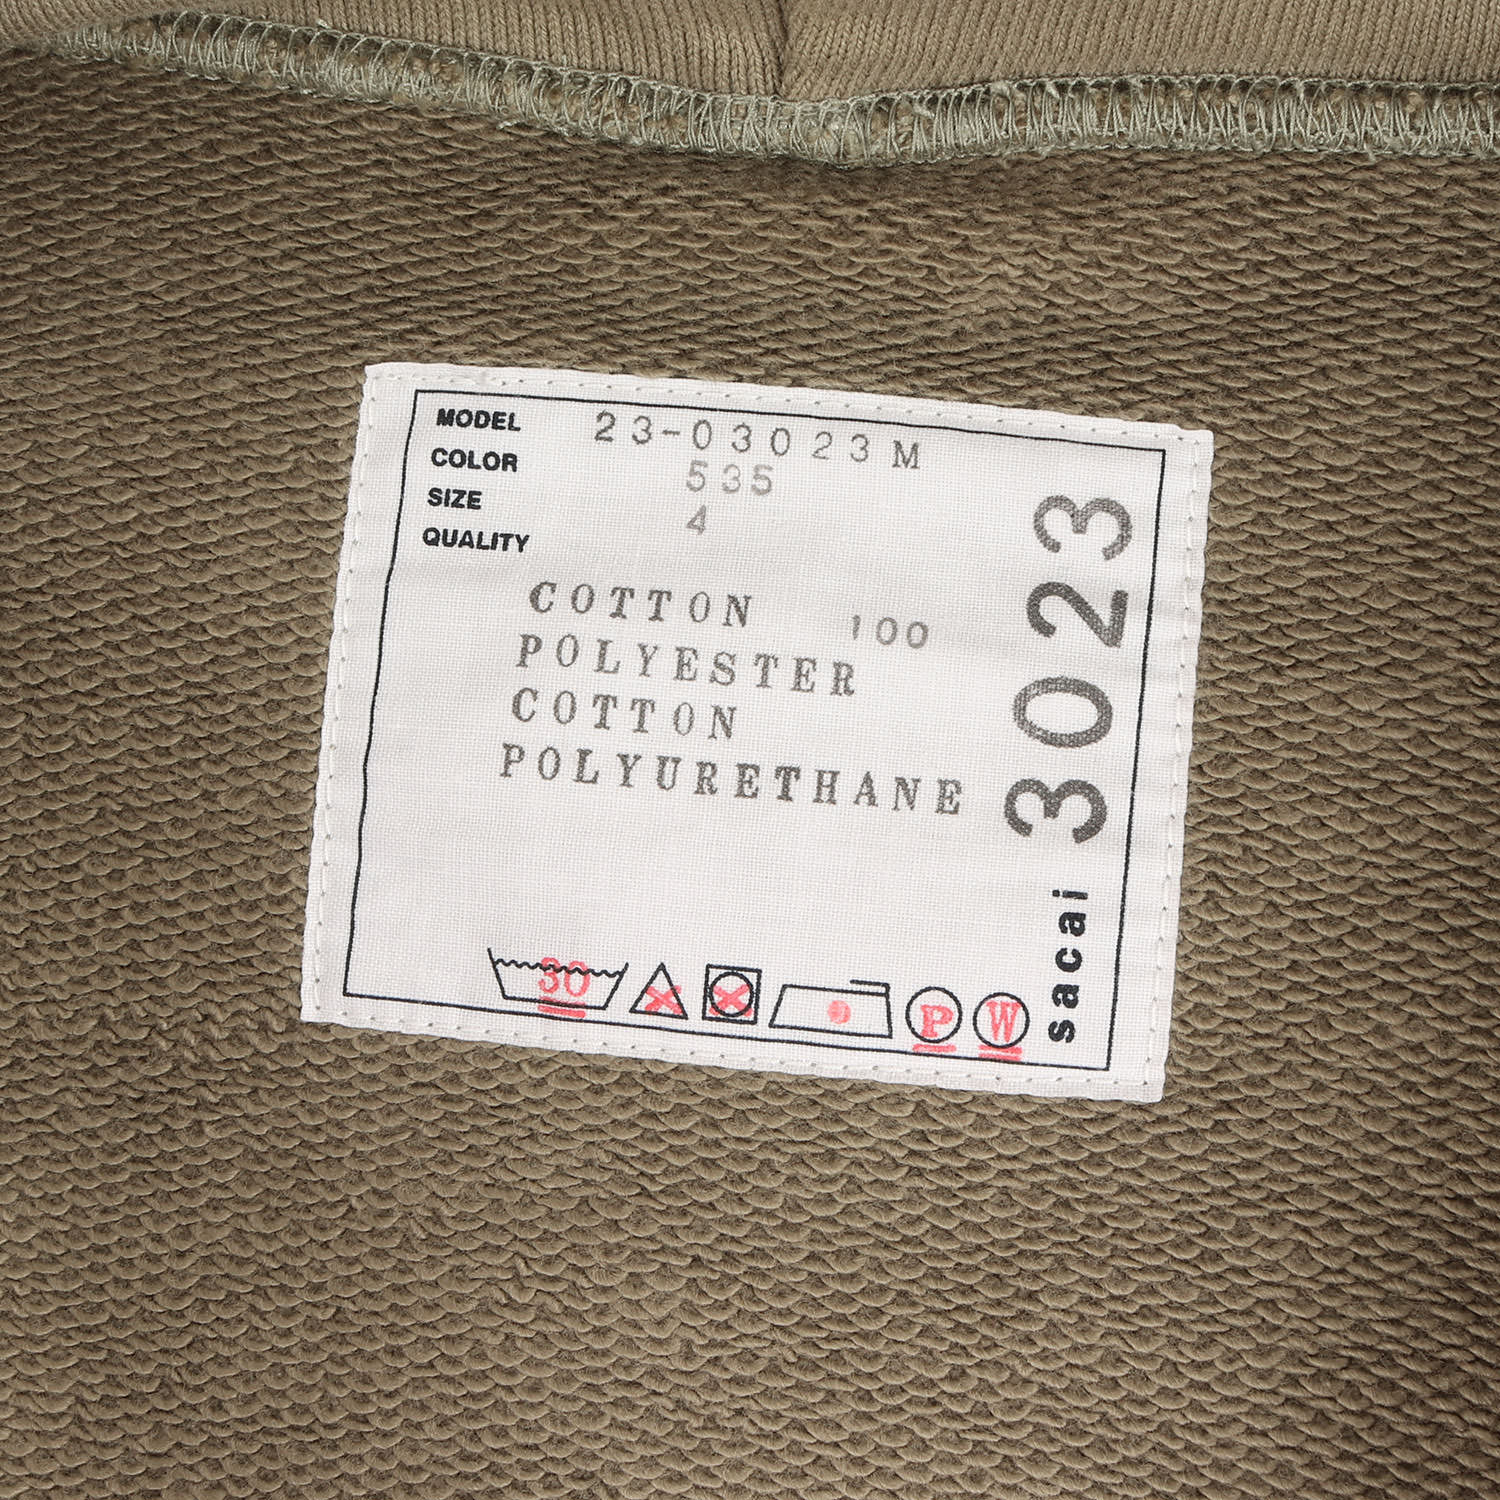 MODEL 23-03023M
COLOR 535
SIZE 4
QUALITY
COTTON 100
POLYESTER
COTTON
POLYURETHANE
30
P
W
sacai 3023